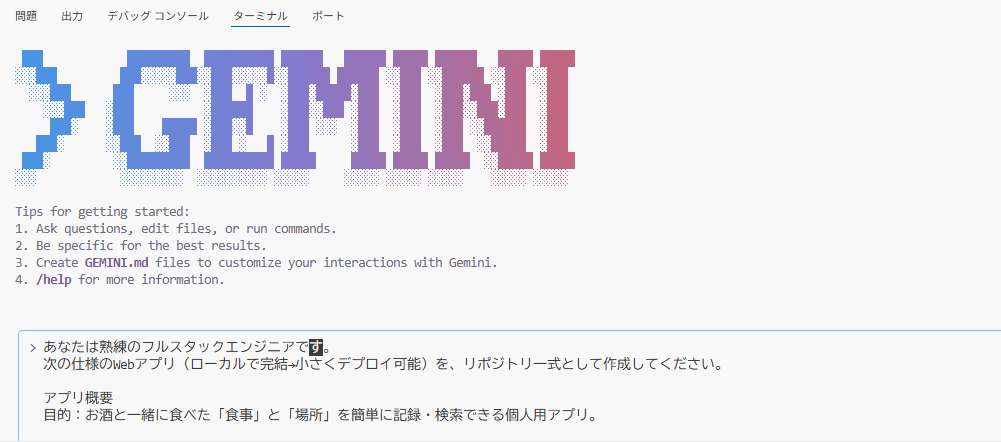 問題 出力 デバッグ コンソール ターミナル ポート
>GEMINI
Tips for getting started:
1. Ask questions, edit files, or run commands.
2. Be specific for the best results.
3. Create GEMINI.md files to customize your interactions with Gemini.
4. /help for more information.
> あなたは熟練のフルスタックエンジニアです。
次の仕様のWebアプリ（ローカルで完結→小さくデプロイ可能）を、リポジトリ一式として作成してください。
アプリ概要
目的：お酒と一緒に食べた「食事」と「場所」を簡単に記録・検索できる個人用アプリ。